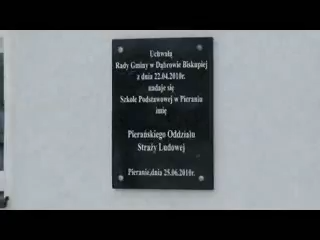 Uchwałą
Rady Gminy w Dąbrowie Biskupiej
z dnia 22.04.2010r.
nadaje się
Szkole Podstawowej w Pieraniu
imię
Pierańskiego Oddziału
Straży Ludowej
Pieranie,dnia 25.06.2010r.